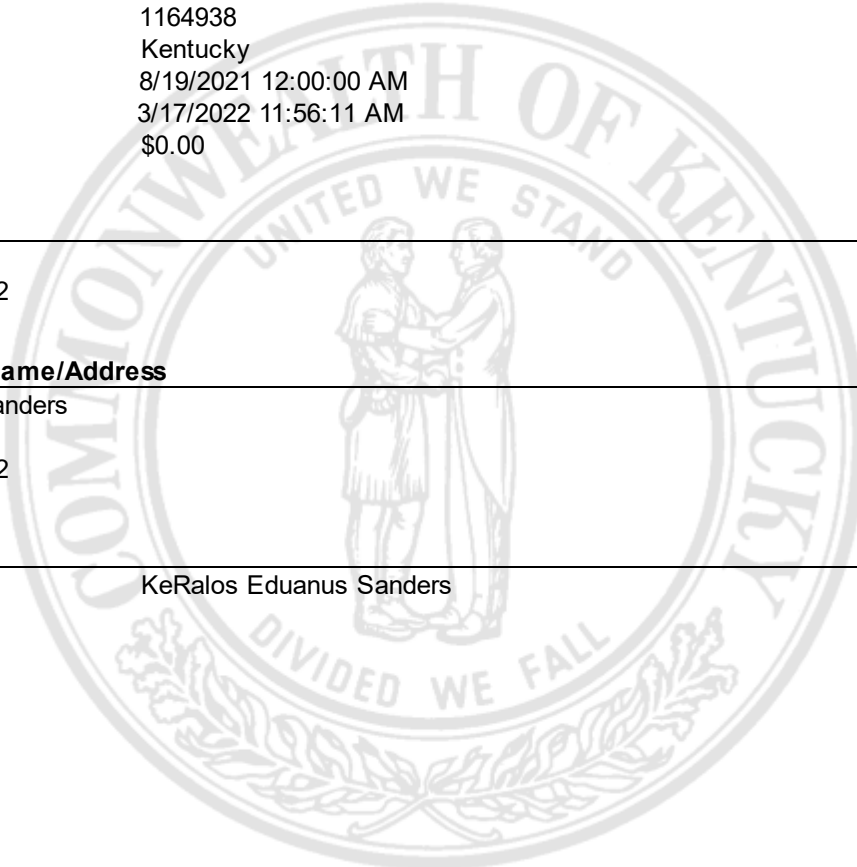 1164938
Kentucky
8/19/2021 12:00:00 AM
3/17/2022 11:56:11 AM
$0.00
COMMONWEALTH OF KENTUCKY
UNITED WE STAND
2
ame/Address
anders
2
KeRalos Eduanus Sanders
DIVIDED WE FALL